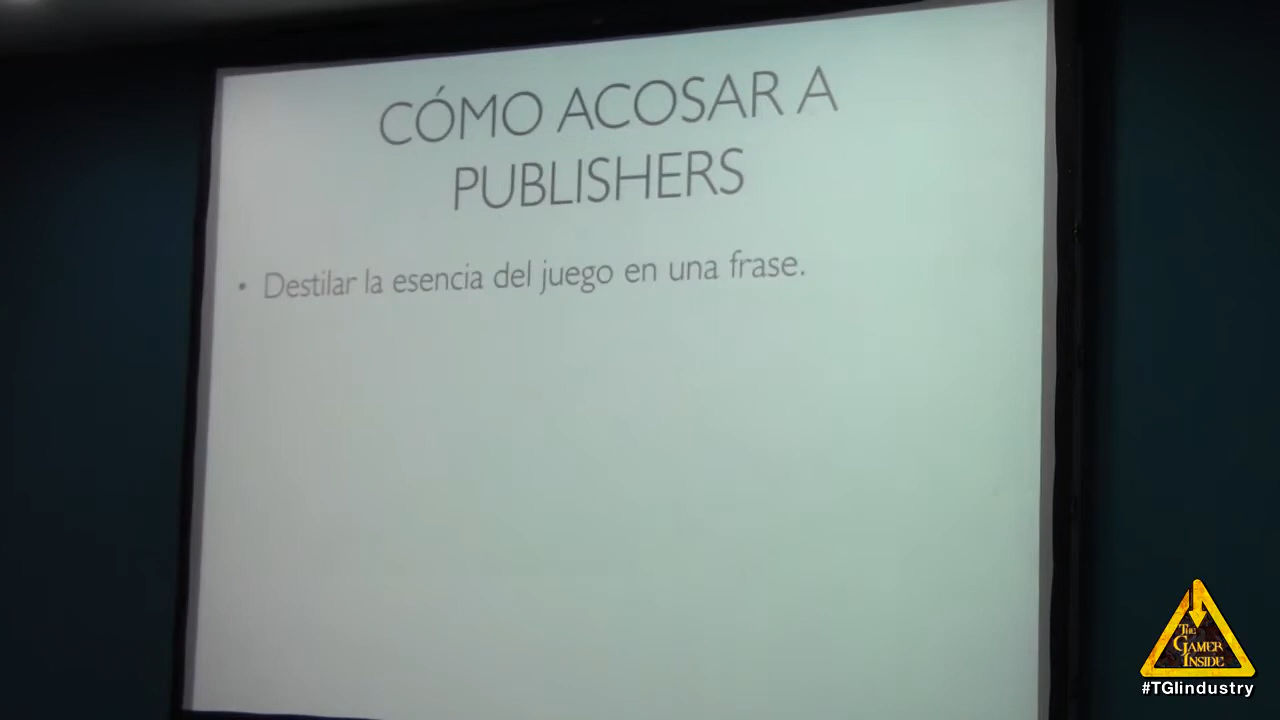 CÓMO ACOSAR A
PUBLISHERS
• Destilar la esencia del juego en una frase.
THE
GAMER
INSIDE
#TGIindustry